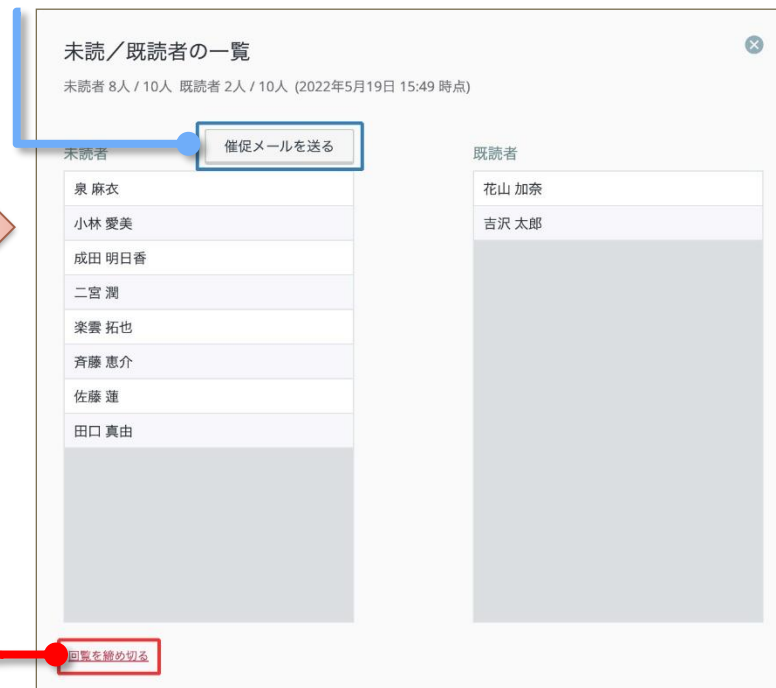 未読／既読者の一覧
未読者 8人 / 10人 既読者 2人 / 10人 (2022年5月19日 15:49 時点)
未読者
催促メールを送る
既読者
泉 麻衣
小林 愛美
成田 明日香
二宮 潤
楽雲 拓也
斉藤 恵介
佐藤 蓮
田口 真由
花山 加奈
吉沢 太郎
回覧を締め切る